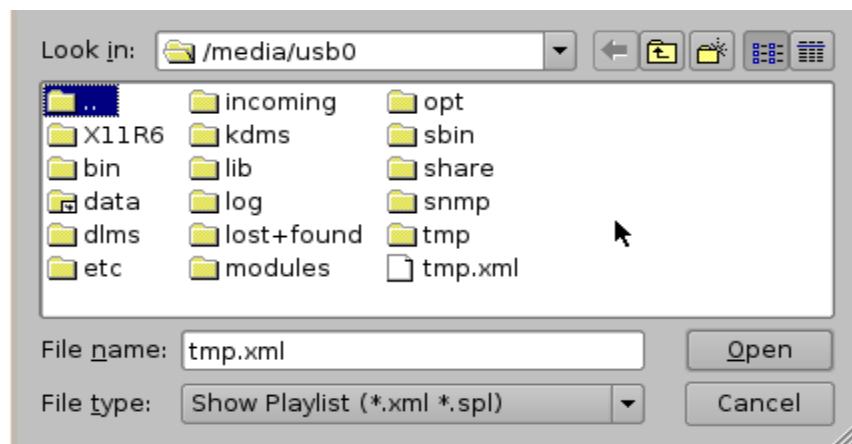 Look in: /media/usb0
.. incoming opt
X11R6 kdms sbin
bin lib share
data log snmp
dlms lost+found tmp
etc modules tmp.xml
File name: tmp.xml Open
File type: Show Playlist (*.xml *.spl) Cancel